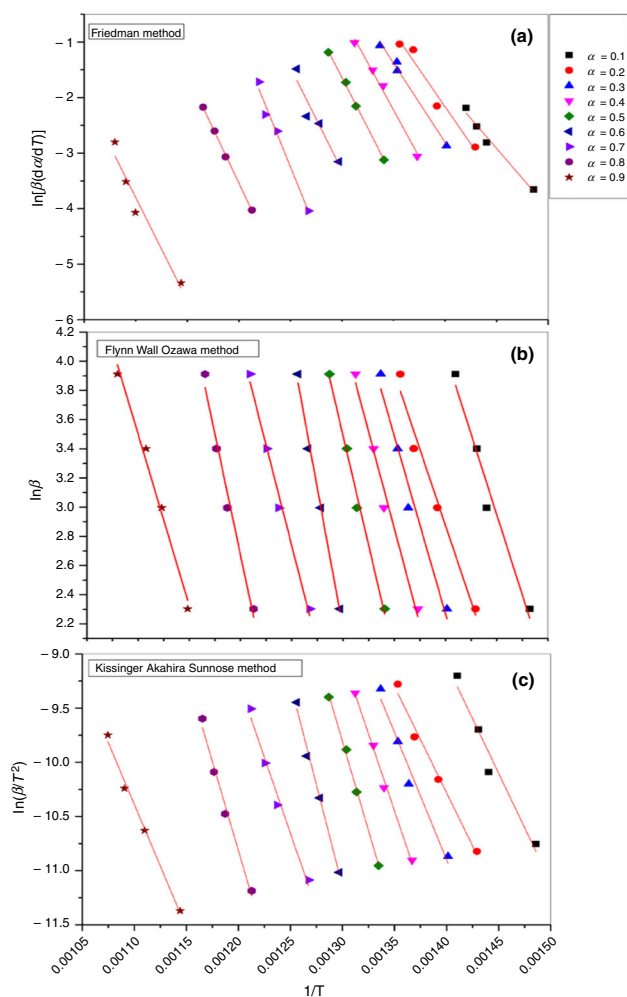 Friedman method
(a)
– 1
– 2
– 3
– 4
– 5
– 6
ln[β(dα/dT)]
α = 0.1
α = 0.2
α = 0.3
α = 0.4
α = 0.5
α = 0.6
α = 0.7
α = 0.8
α = 0.9
Flynn Wall Ozawa method
(b)
4.2
4.0
3.8
3.6
3.4
3.2
3.0
2.8
2.6
2.4
2.2
lnβ
Kissinger Akahira Sunnose method
(c)
– 9.0
– 9.5
– 10.0
– 10.5
– 11.0
– 11.5
ln(β/T²)
0.00105
0.00110
0.00115
0.00120
0.00125
0.00130
0.00135
0.00140
0.00145
0.00150
1/T